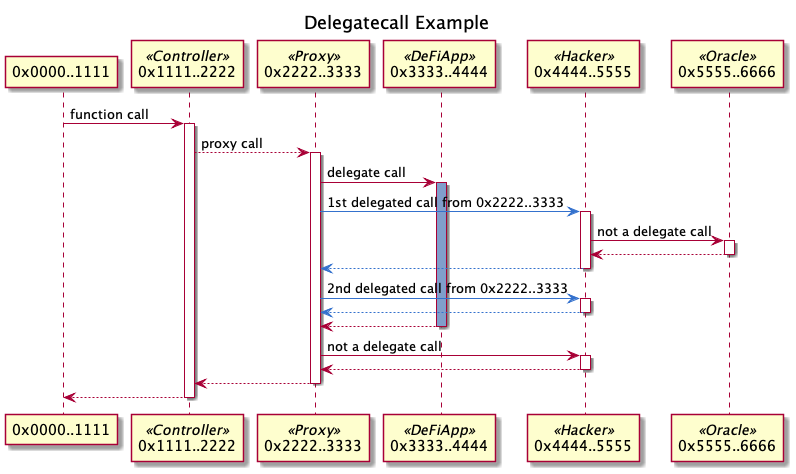 Delegatecall Example
0x0000..1111
«Controller»
0x1111..2222
«Proxy»
0x2222..3333
«DeFiApp»
0x3333..4444
«Hacker»
0x4444..5555
«Oracle»
0x5555..6666
function call
proxy call
delegate call
1st delegated call from 0x2222..3333
not a delegate call
2nd delegated call from 0x2222..3333
not a delegate call
0x0000..1111
«Controller»
0x1111..2222
«Proxy»
0x2222..3333
«DeFiApp»
0x3333..4444
«Hacker»
0x4444..5555
«Oracle»
0x5555..6666